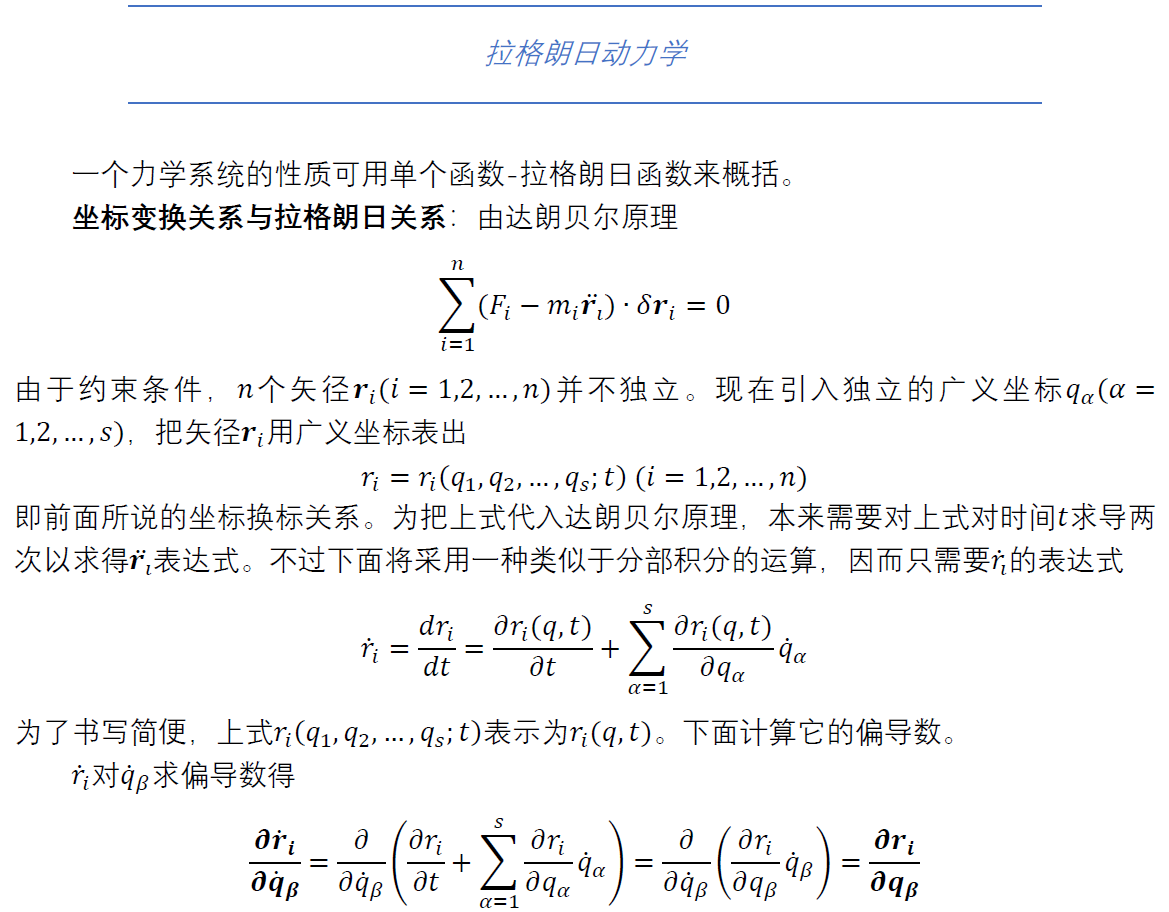 拉格朗日动力学
一个力学系统的性质可用单个函数-拉格朗日函数来概括。
坐标变换关系与拉格朗日关系：由达朗贝尔原理
$$\sum_{i=1}^{n}(F_i - m_i\ddot{\boldsymbol{r}}_i)\cdot\delta\boldsymbol{r}_i = 0$$
由于约束条件，$n$个矢径$\boldsymbol{r}_i(i=1,2,\dots,n)$并不独立。现在引入独立的广义坐标$q_\alpha(\alpha=$
$1,2,\dots,s)$，把矢径$\boldsymbol{r}_i$用广义坐标表出
$$r_i = r_i(q_1,q_2,\dots,q_s;t)\ (i=1,2,\dots,n)$$
即前面所说的坐标换标关系。为把上式代入达朗贝尔原理，本来需要对上式对时间$t$求导两
次以求得$\ddot{\boldsymbol{r}}_i$表达式。不过下面将采用一种类似于分部积分的运算，因而只需要$\dot{r}_i$的表达式
$$\dot{r}_i = \frac{dr_i}{dt} = \frac{\partial r_i(q,t)}{\partial t} + \sum_{\alpha=1}^{s}\frac{\partial r_i(q,t)}{\partial q_\alpha}\dot{q}_\alpha$$
为了书写简便，上式$r_i(q_1,q_2,\dots,q_s;t)$表示为$r_i(q,t)$。下面计算它的偏导数。
$\dot{r}_i$对$\dot{q}_\beta$求偏导数得
$$\boldsymbol{\frac{\partial\dot{r}_i}{\partial\dot{q}_\beta}} = \frac{\partial}{\partial\dot{q}_\beta}\left(\frac{\partial r_i}{\partial t} + \sum_{\alpha=1}^{s}\frac{\partial r_i}{\partial q_\alpha}\dot{q}_\alpha\right) = \frac{\partial}{\partial\dot{q}_\beta}\left(\frac{\partial r_i}{\partial q_\beta}\dot{q}_\beta\right) = \boldsymbol{\frac{\partial r_i}{\partial q_\beta}}$$